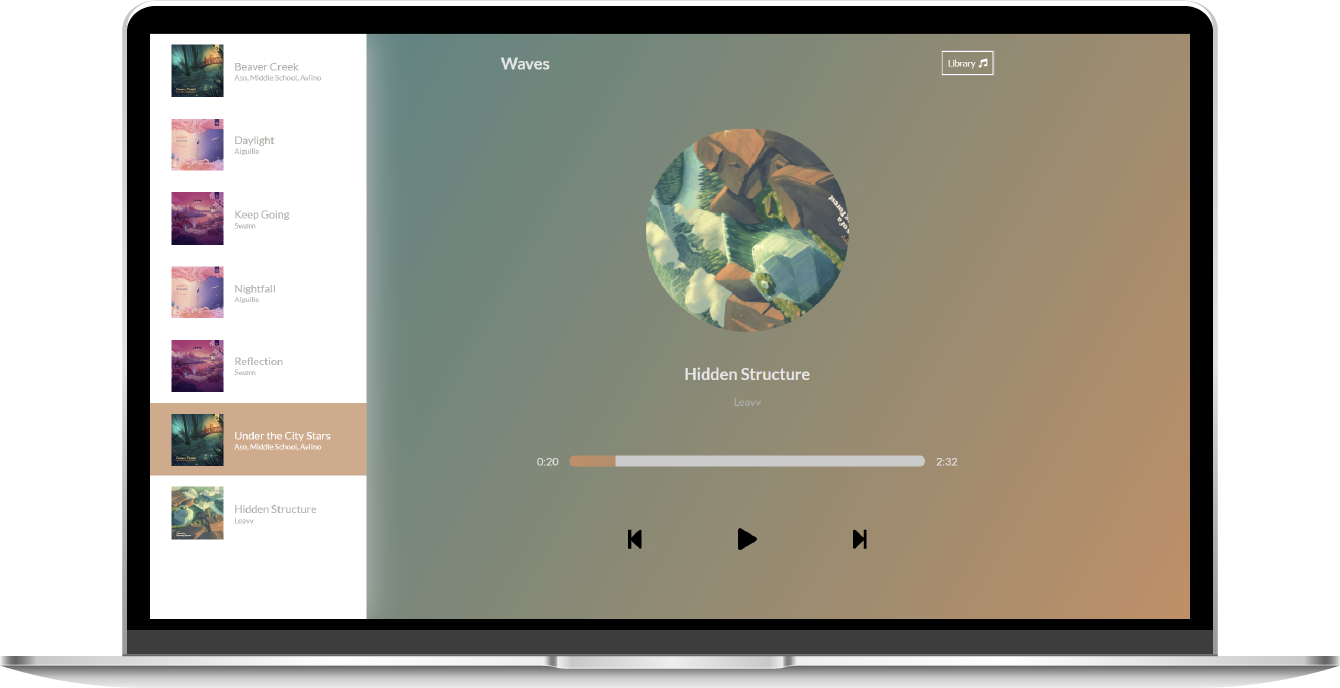 Beaver Creek
Aso, Middle School, Aviino
Daylight
Aiguille
Keep Going
Swørn
Nightfall
Aiguille
Reflection
Swørn
Under the City Stars
Aso, Middle School, Aviino
Hidden Structure
Leavv
Waves
Library
Hidden Structure
Leavv
0:20
2:32